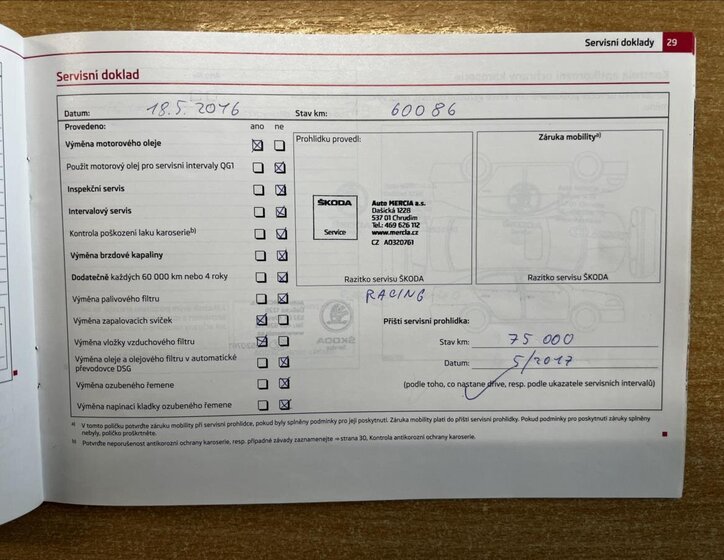 Servisní doklady 29
Servisní doklad
Datum: 18.5.2016 Stav km: 60086
Provedeno: ano ne
Výměna motorového oleje
Použit motorový olej pro servisní intervaly QG1
Inspekční servis
Intervalový servis
Kontrola poškození laku karoserie b)
Výměna brzdové kapaliny
Dodatečně každých 60 000 km nebo 4 roky
Výměna palivového filtru
Výměna zapalovacích svíček
Výměna vložky vzduchového filtru
Výměna oleje a olejového filtru v automatické
převodovce DSG
Výměna ozubeného řemene
Výměna napínací kladky ozubeného řemene
Prohlídku provedl:
ŠKODA
Service
Auto MERCIA a.s.
Dašická 1228
537 01 Chrudim
Tel.: 469 626 112
www.mercia.cz
CZ A0320761
Razítko servisu ŠKODA
RACING
Záruka mobility a)
Razítko servisu ŠKODA
Příští servisní prohlídka:
Stav km: 75 000
Datum: 5/2017
(podle toho, co nastane dříve, resp. podle ukazatele servisních intervalů)
a) V tomto políčku potvrďte záruku mobility při servisní prohlídce, pokud byly splněny podmínky pro její poskytnutí. Záruka mobility platí do příští servisní prohlídky. Pokud podmínky pro poskytnutí záruky splněny
nebyly, políčko proškrtněte.
b) Potvrďte neporušenost antikorozní ochrany karoserie, resp. případné závady zaznamenejte ⇒ strana 30, Kontrola antikorozní ochrany karoserie.